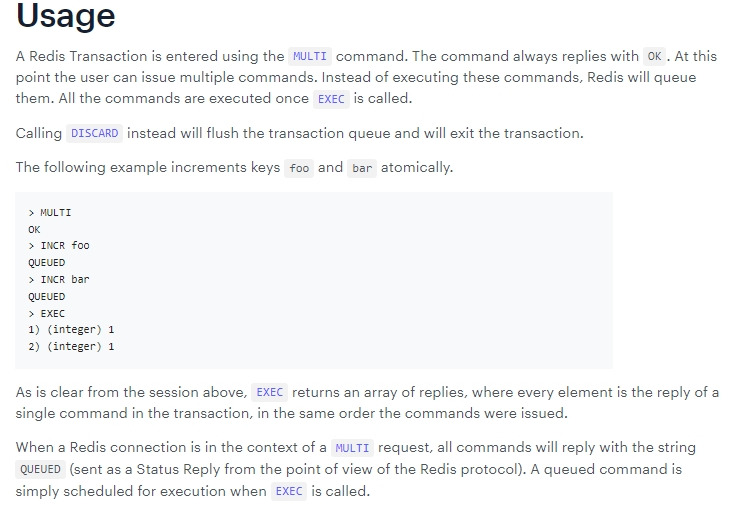 Usage
A Redis Transaction is entered using the MULTI command. The command always replies with OK . At this
point the user can issue multiple commands. Instead of executing these commands, Redis will queue
them. All the commands are executed once EXEC is called.
Calling DISCARD instead will flush the transaction queue and will exit the transaction.
The following example increments keys foo and bar atomically.
> MULTI
OK
> INCR foo
QUEUED
> INCR bar
QUEUED
> EXEC
1) (integer) 1
2) (integer) 1
As is clear from the session above, EXEC returns an array of replies, where every element is the reply of a
single command in the transaction, in the same order the commands were issued.
When a Redis connection is in the context of a MULTI request, all commands will reply with the string
QUEUED (sent as a Status Reply from the point of view of the Redis protocol). A queued command is
simply scheduled for execution when EXEC is called.